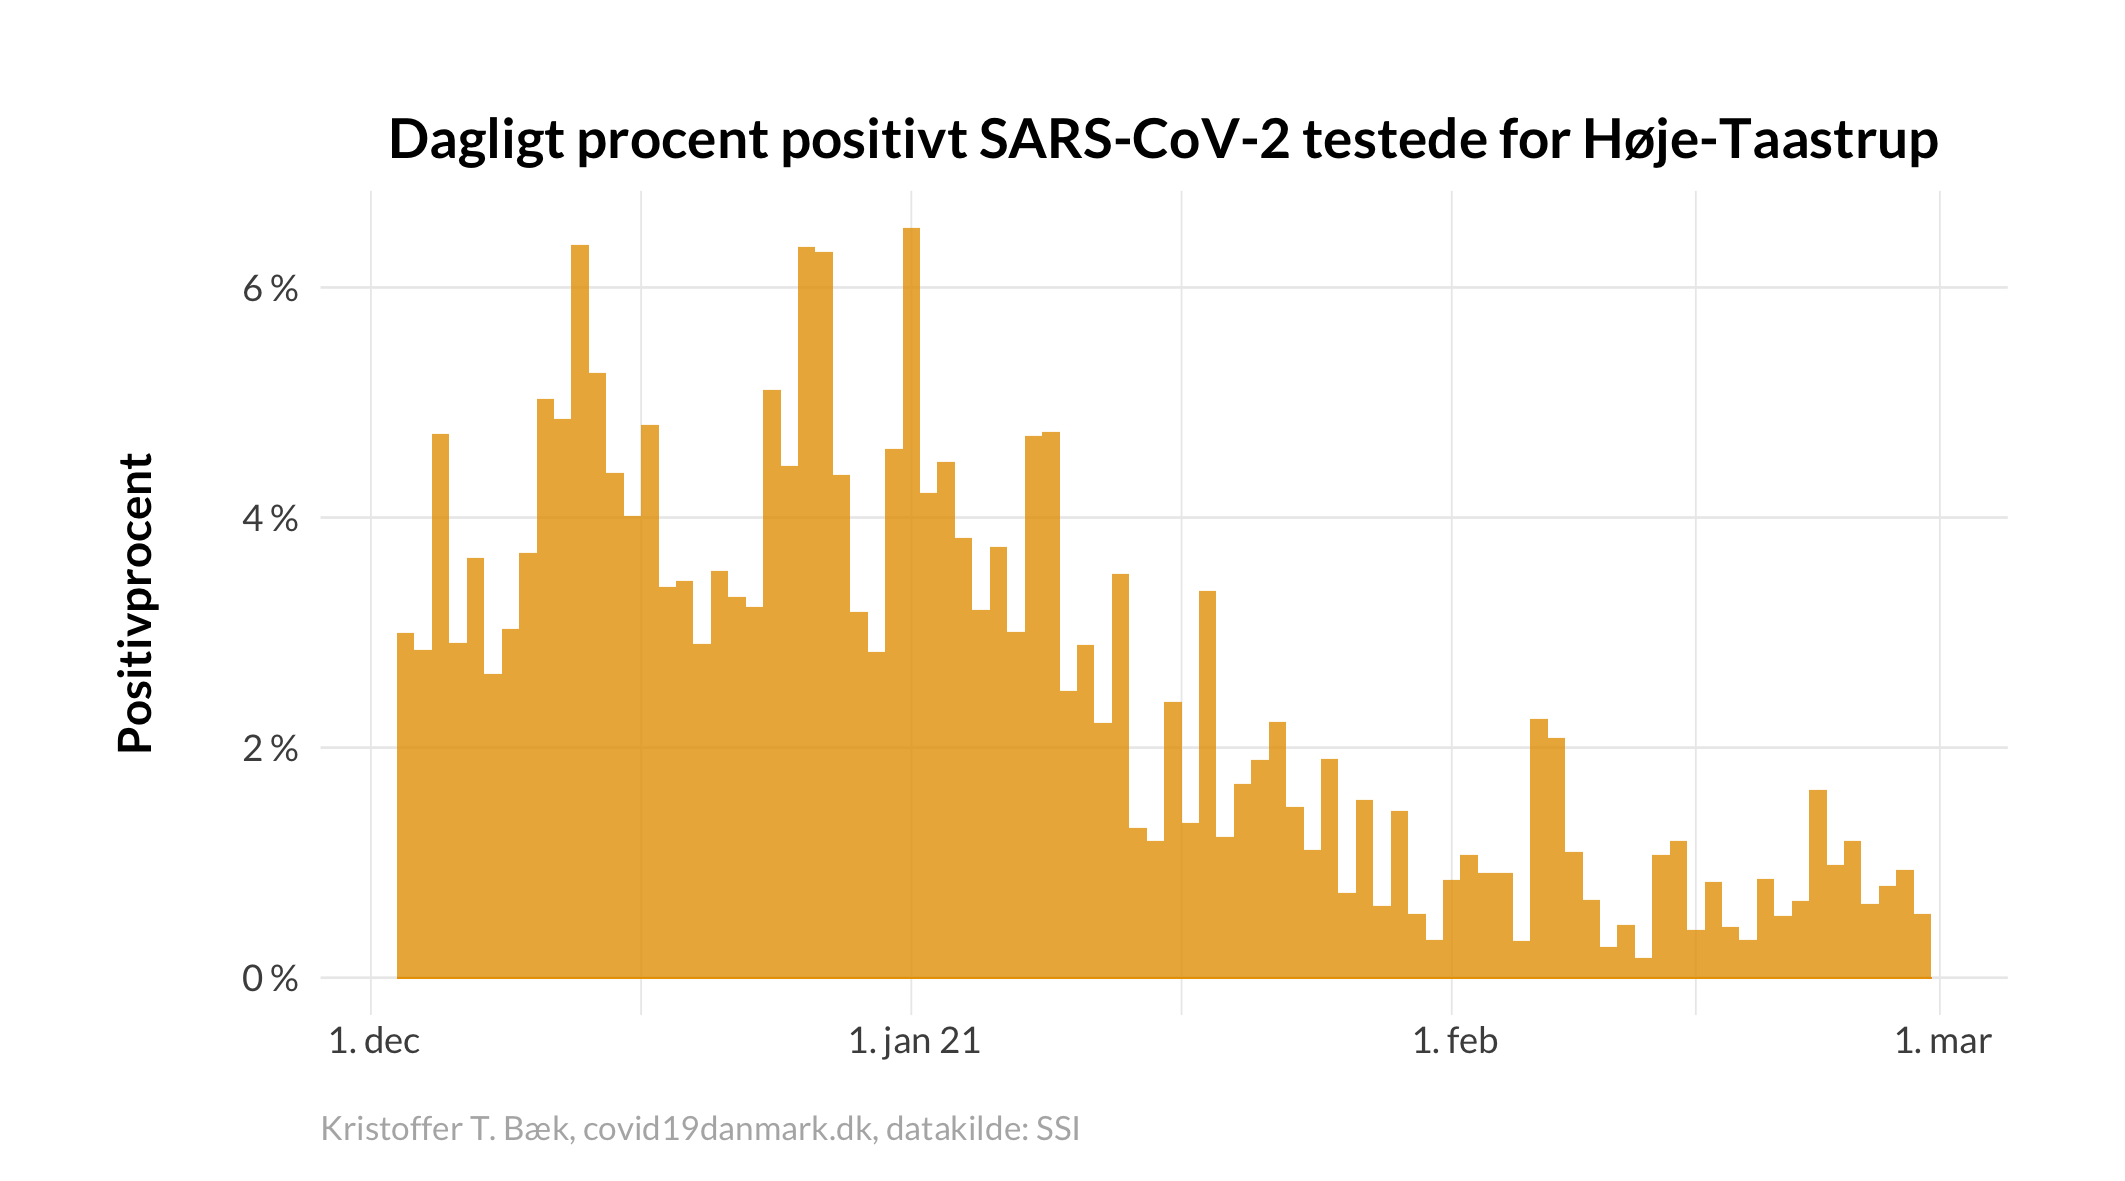 Dagligt procent positivt SARS-CoV-2 testede for Høje-Taastrup
Positivprocent
6 %
4 %
2 %
0 %
1. dec
1. jan 21
1. feb
1. mar
Kristoffer T. Bæk, covid19danmark.dk, datakilde: SSI